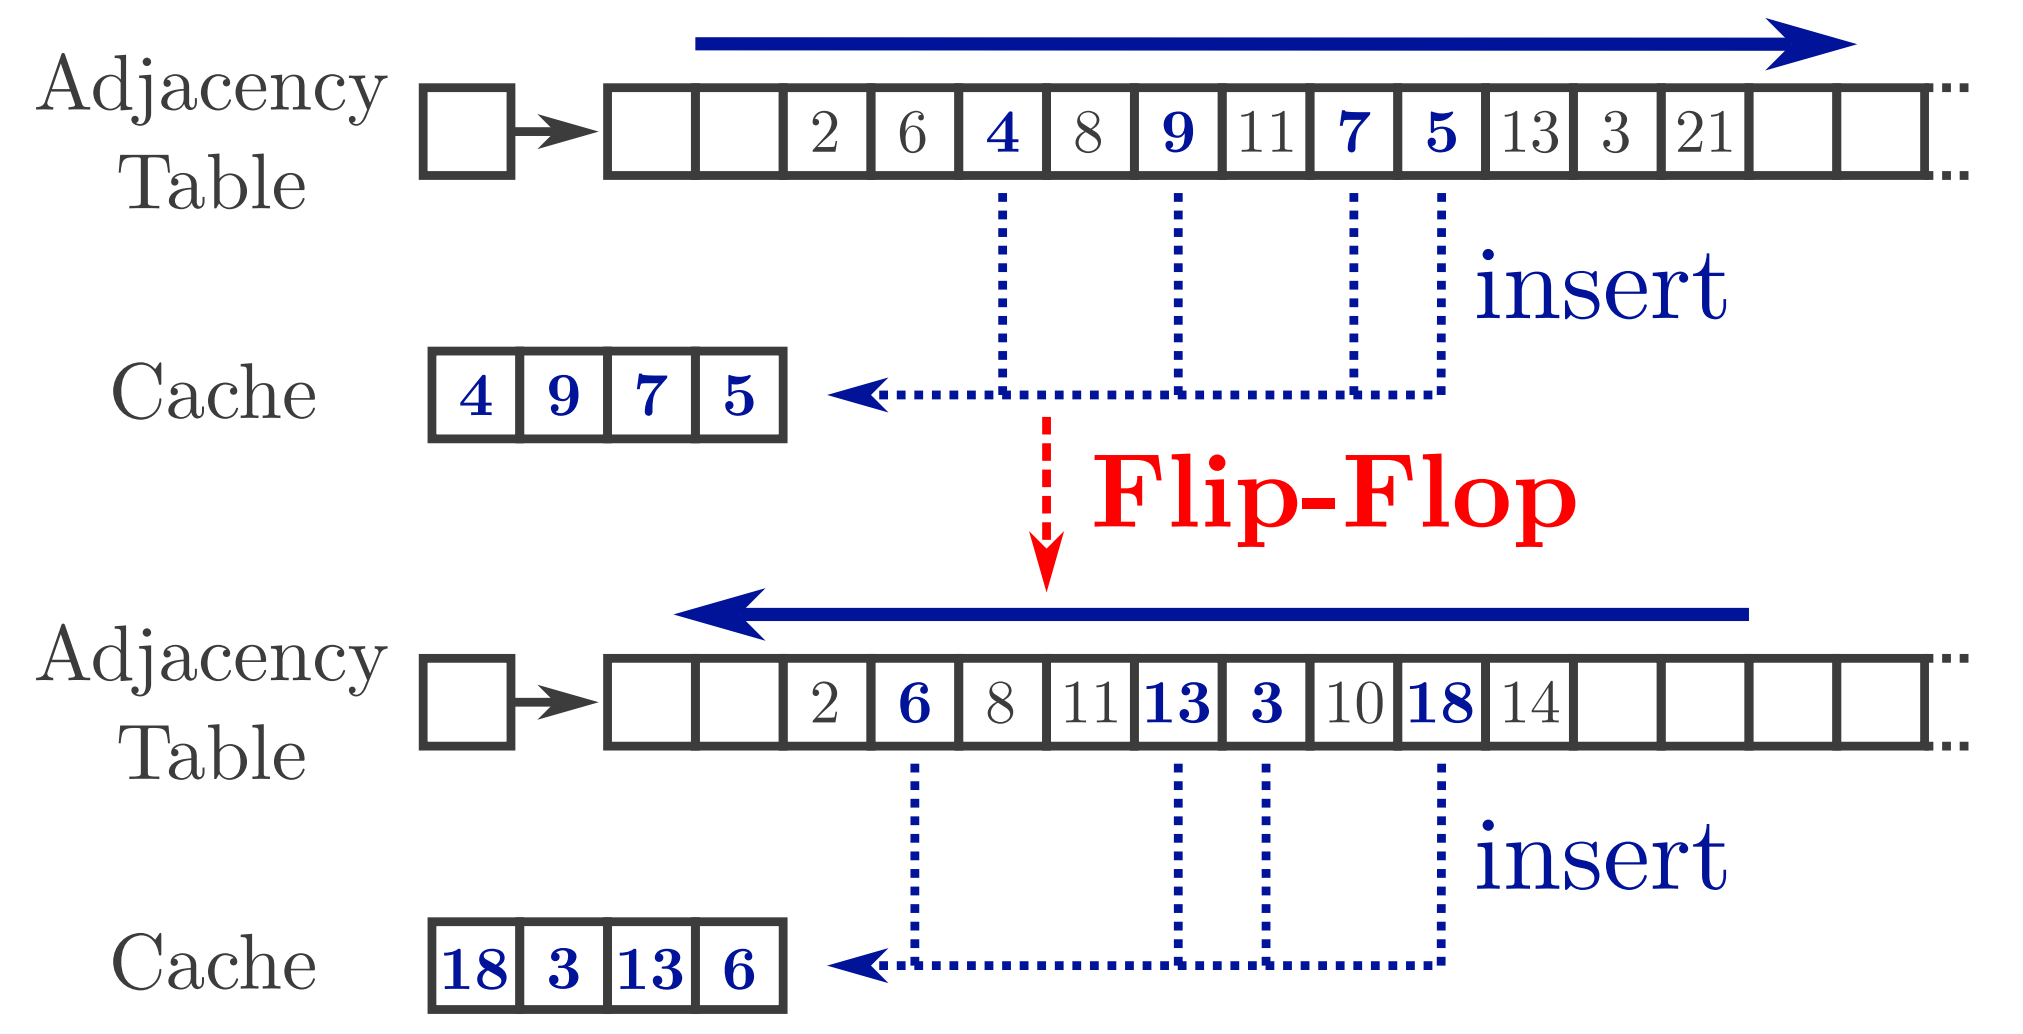 Adjacency
Table
2 6 4 8 9 11 7 5 13 3 21
insert
Cache
4 9 7 5
Flip-Flop
Adjacency
Table
2 6 8 11 13 3 10 18 14
insert
Cache
18 3 13 6